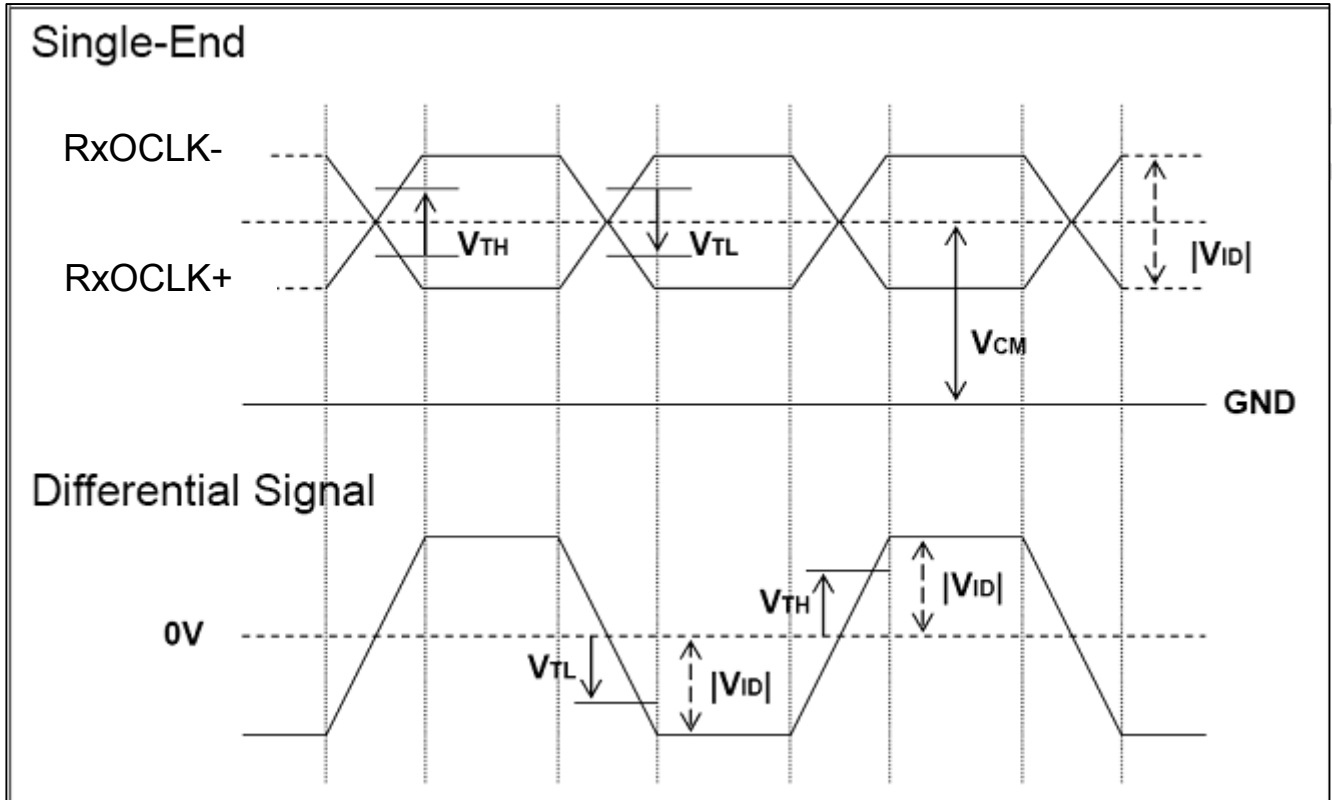 Single-End
RxOCLK-
VTH
VTL
|VID|
RxOCLK+
VCM
GND
Differential Signal
VTH
|VID|
0V
VTL
|VID|